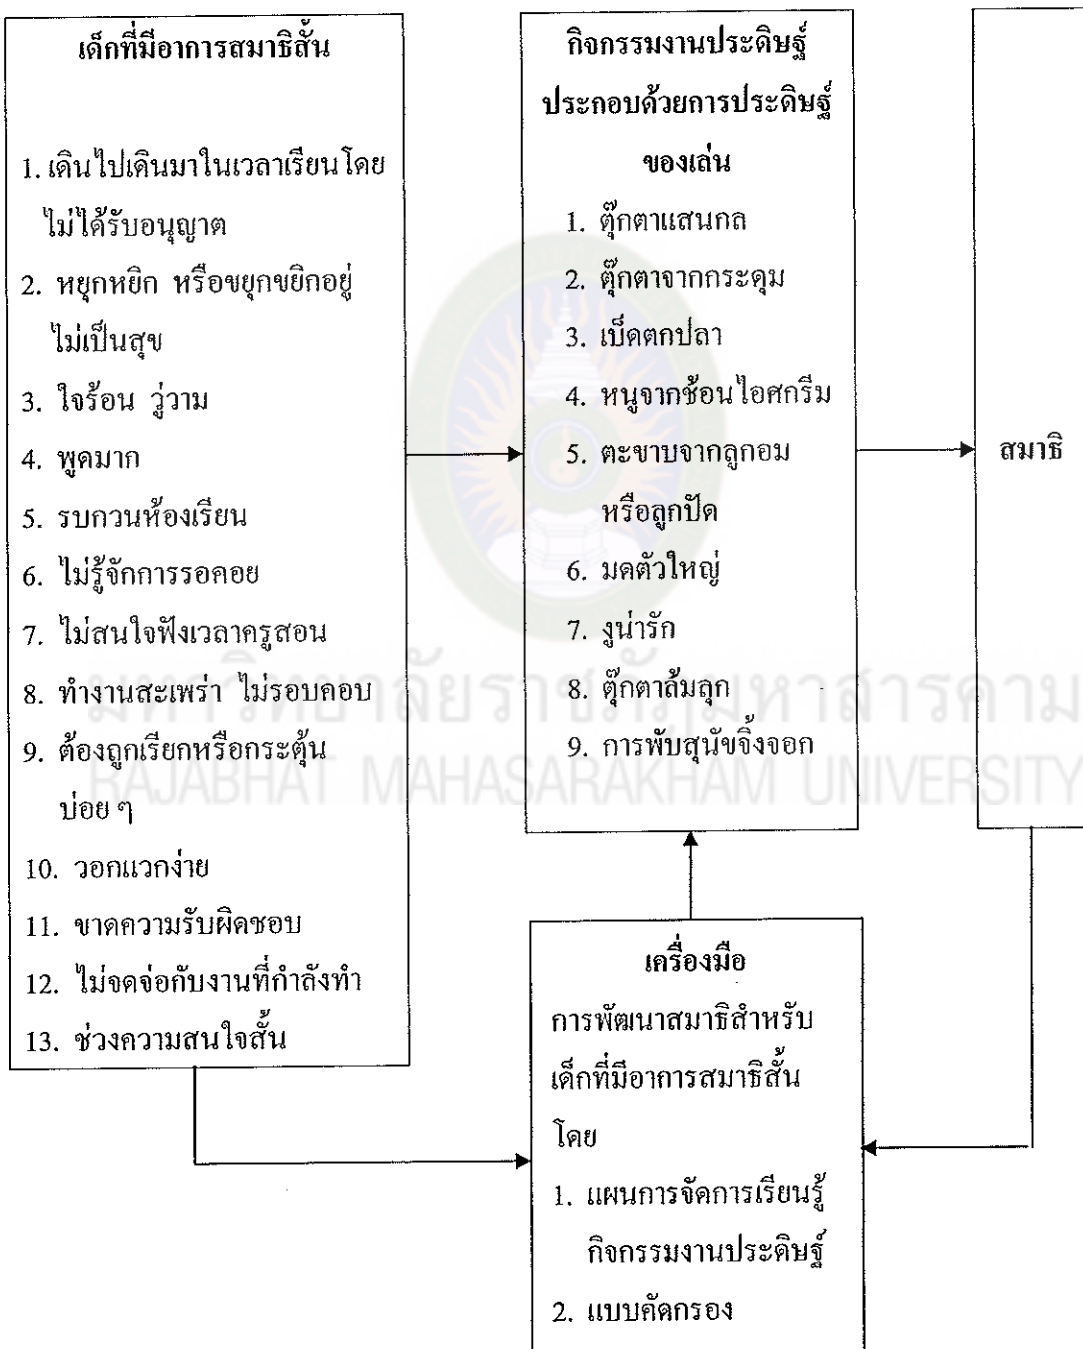 เด็กที่มีอาการสมาธิสั้น
1. เดินไปเดินมาในเวลาเรียนโดย
ไม่ได้รับอนุญาต
2. หยุกหยิก หรือขยุกขยิกอยู่
ไม่เป็นสุข
3. ใจร้อน วู่วาม
4. พูดมาก
5. รบกวนห้องเรียน
6. ไม่รู้จักการรอคอย
7. ไม่สนใจฟังเวลาครูสอน
8. ทำงานสะเพร่า ไม่รอบคอบ
9. ต้องถูกเรียกหรือกระตุ้น
บ่อย ๆ
10. วอกแวกง่าย
11. ขาดความรับผิดชอบ
12. ไม่จดจ่อกับงานที่กำลังทำ
13. ช่วงความสนใจสั้น
กิจกรรมงานประดิษฐ์
ประกอบด้วยการประดิษฐ์
ของเล่น
1. ตุ๊กตาแสนกล
2. ตุ๊กตาจากกระดุม
3. เป็ดตกปลา
4. หนูจากช้อนไอศกรีม
5. ตะขาบจากลูกอม
หรือลูกปัด
6. มดตัวใหญ่
7. งูน่ารัก
8. ตุ๊กตาล้มลุก
9. การพับสุนัขจิ้งจอก
สมาธิ
เครื่องมือ
การพัฒนาสมาธิสำหรับ
เด็กที่มีอาการสมาธิสั้น
โดย
1. แผนการจัดการเรียนรู้
กิจกรรมงานประดิษฐ์
2. แบบคัดกรอง
มหาวิทยาลัยราชภัฏมหาสารคาม
RAJABHAT MAHASARAKHAM UNIVERSITY